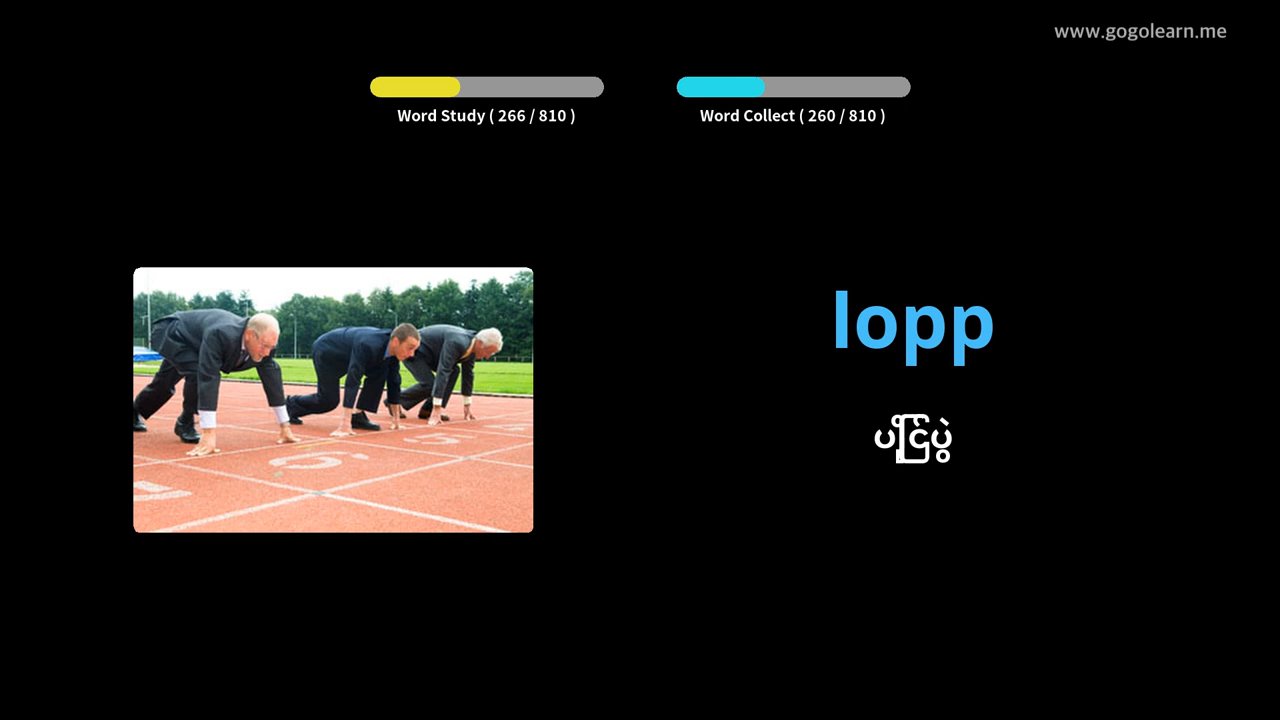 www.gogolearn.me
Word Study ( 266 / 810 )
Word Collect ( 260 / 810 )
lopp
ပြိုင်ပွဲ